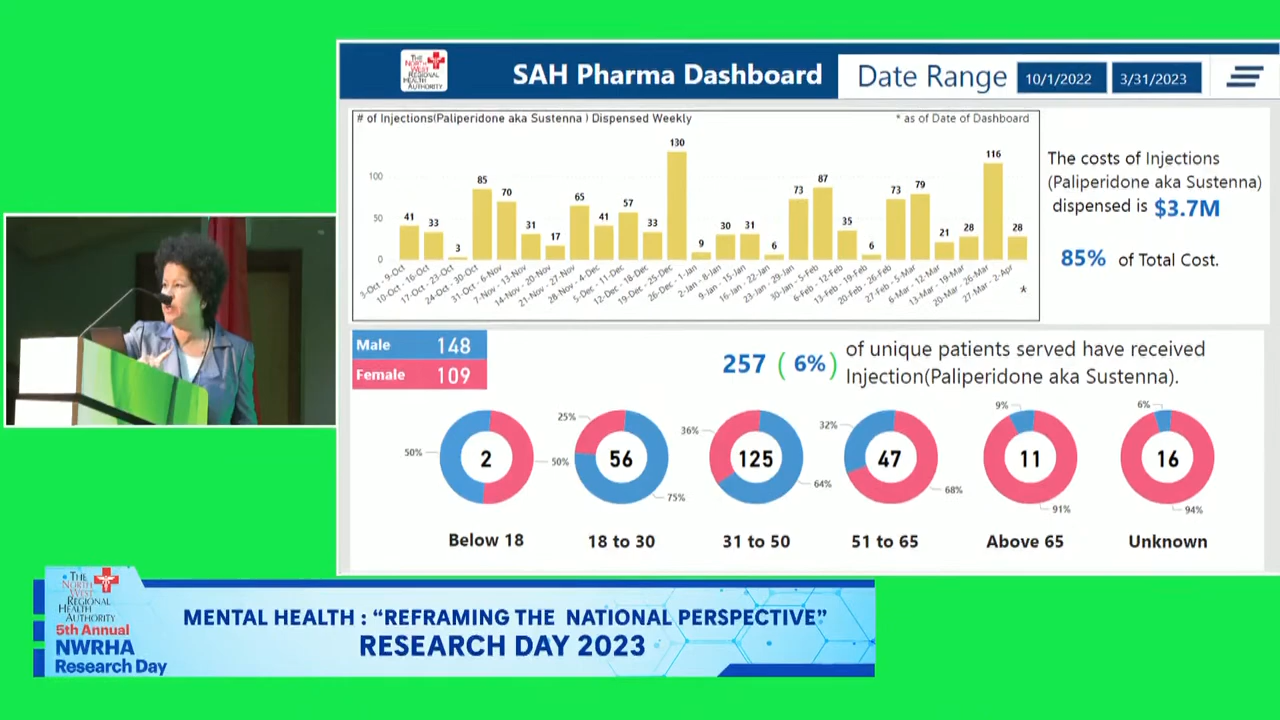 THE
NORTH
WEST
REGIONAL
HEALTH
AUTHORITY
SAH Pharma Dashboard
Date Range
10/1/2022
3/31/2023
# of Injections(Paliperidone aka Sustenna ) Dispensed Weekly
* as of Date of Dashboard
100
50
0
41
33
3
85
70
31
17
65
41
57
33
130
9
30
31
6
73
87
35
6
73
79
21
28
116
28
3-Oct - 9-Oct
10-Oct - 16-Oct
17-Oct - 23-Oct
24-Oct - 30-Oct
31-Oct - 6-Nov
7-Nov - 13-Nov
14-Nov - 20-Nov
21-Nov - 27-Nov
28-Nov - 4-Dec
5-Dec - 11-Dec
12-Dec - 18-Dec
19-Dec - 25-Dec
26-Dec - 1-Jan
2-Jan - 8-Jan
9-Jan - 15-Jan
16-Jan - 22-Jan
23-Jan - 29-Jan
30-Jan - 5-Feb
6-Feb - 12-Feb
13-Feb - 19-Feb
20-Feb - 26-Feb
27-Feb - 5-Mar
6-Mar - 12-Mar
13-Mar - 19-Mar
20-Mar - 26-Mar
27-Mar - 2-Apr
*
The costs of Injections
(Paliperidone aka Sustenna)
dispensed is $3.7M
85% of Total Cost.
Male 148
Female 109
257 ( 6%) of unique patients served have received
Injection(Paliperidone aka Sustenna).
50%
2
50%
Below 18
25%
56
75%
18 to 30
36%
125
64%
31 to 50
32%
47
68%
51 to 65
9%
11
91%
Above 65
6%
16
94%
Unknown
THE
NORTH
WEST
REGIONAL
HEALTH
AUTHORITY
5th Annual
NWRHA
Research Day
MENTAL HEALTH : “REFRAMING THE NATIONAL PERSPECTIVE”
RESEARCH DAY 2023